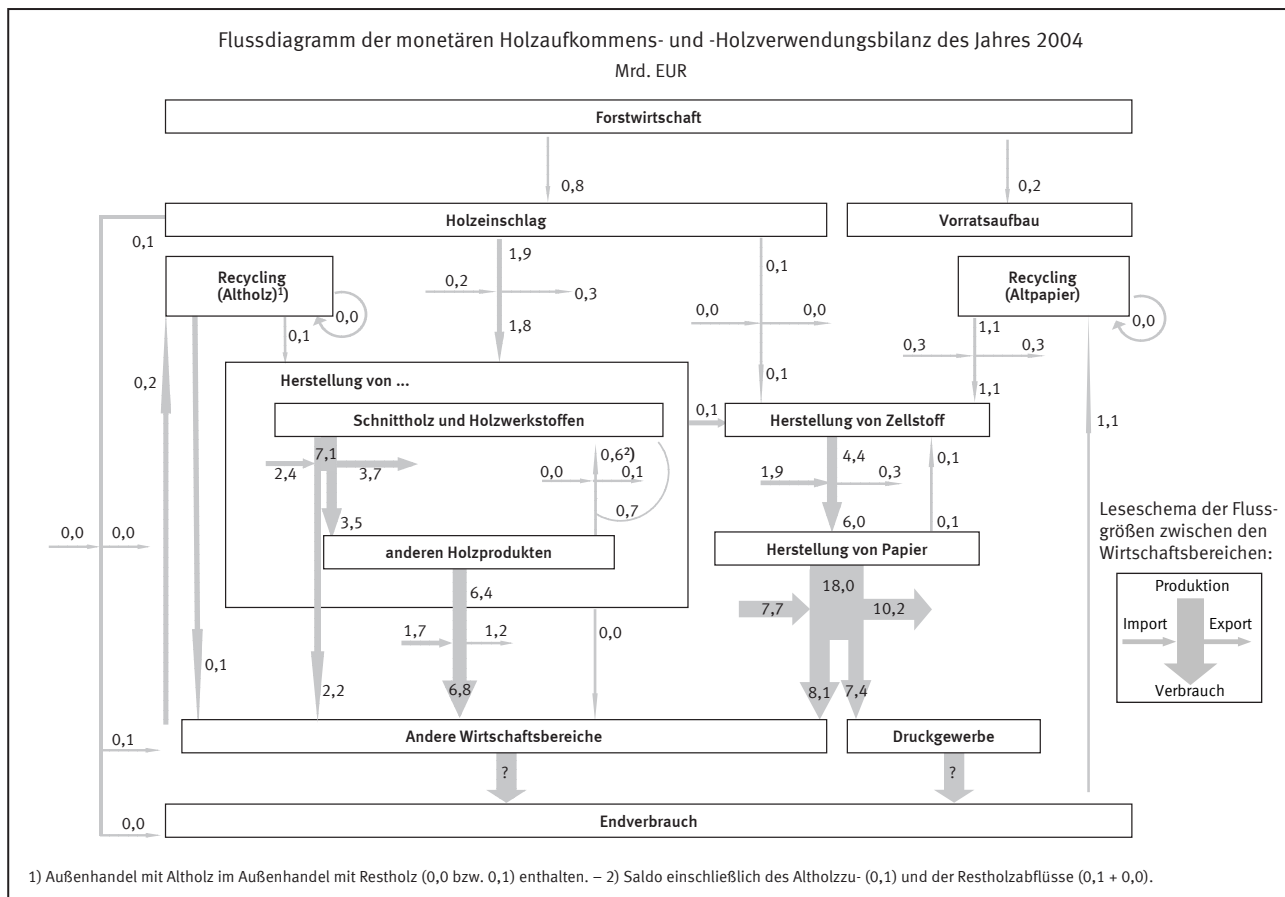 Flussdiagramm der monetären Holzaufkommens- und -Holzverwendungsbilanz des Jahres 2004
Mrd. EUR
Forstwirtschaft
0,8
0,2
Holzeinschlag
Vorratsaufbau
0,1
1,9
0,1
Recycling
(Altholz)¹)
0,0
0,1
0,2
0,3
1,8
0,0
0,0
0,1
Recycling
(Altpapier)
0,0
1,1
0,3
0,3
1,1
0,2
1,1
Herstellung von ...
Schnittholz und Holzwerkstoffen
0,1
Herstellung von Zellstoff
7,1
2,4
3,7
3,5
0,6²)
0,0
0,1
0,7
4,4
1,9
0,3
6,0
0,1
0,1
anderen Holzprodukten
Herstellung von Papier
0,0
0,0
6,4
1,7
1,2
6,8
0,0
18,0
7,7
10,2
8,1
7,4
0,1
2,2
Leseschema der Fluss-
größen zwischen den
Wirtschaftsbereichen:
Produktion
Import
Export
Verbrauch
Andere Wirtschaftsbereiche
Druckgewerbe
0,1
?
?
0,0
Endverbrauch
1) Außenhandel mit Altholz im Außenhandel mit Restholz (0,0 bzw. 0,1) enthalten. – 2) Saldo einschließlich des Altholzzu- (0,1) und der Restholzabflüsse (0,1 + 0,0).